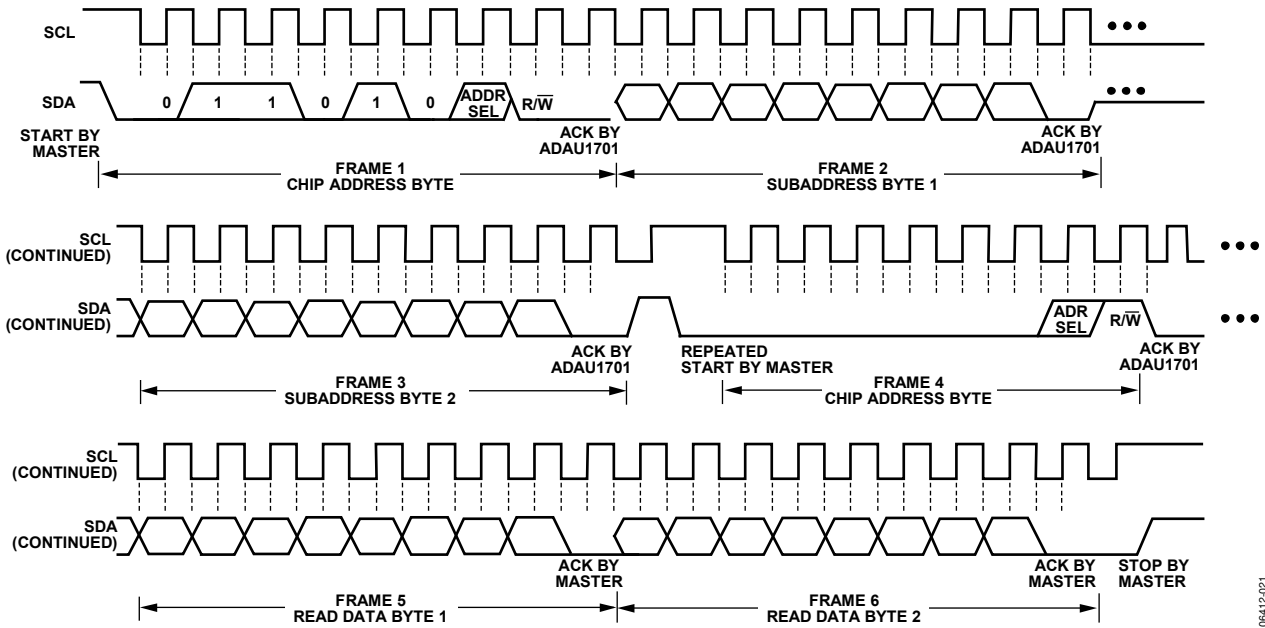 SCL
SDA
0 1 1 0 1 0 ADDR SEL R/W̅
START BY MASTER
ACK BY ADAU1701
ACK BY ADAU1701
FRAME 1
CHIP ADDRESS BYTE
FRAME 2
SUBADDRESS BYTE 1
SCL
(CONTINUED)
SDA
(CONTINUED)
ADR SEL R/W̅
ACK BY ADAU1701
REPEATED
START BY MASTER
ACK BY ADAU1701
FRAME 3
SUBADDRESS BYTE 2
FRAME 4
CHIP ADDRESS BYTE
SCL
(CONTINUED)
SDA
(CONTINUED)
ACK BY MASTER
ACK BY MASTER
STOP BY MASTER
FRAME 5
READ DATA BYTE 1
FRAME 6
READ DATA BYTE 2
06412-021